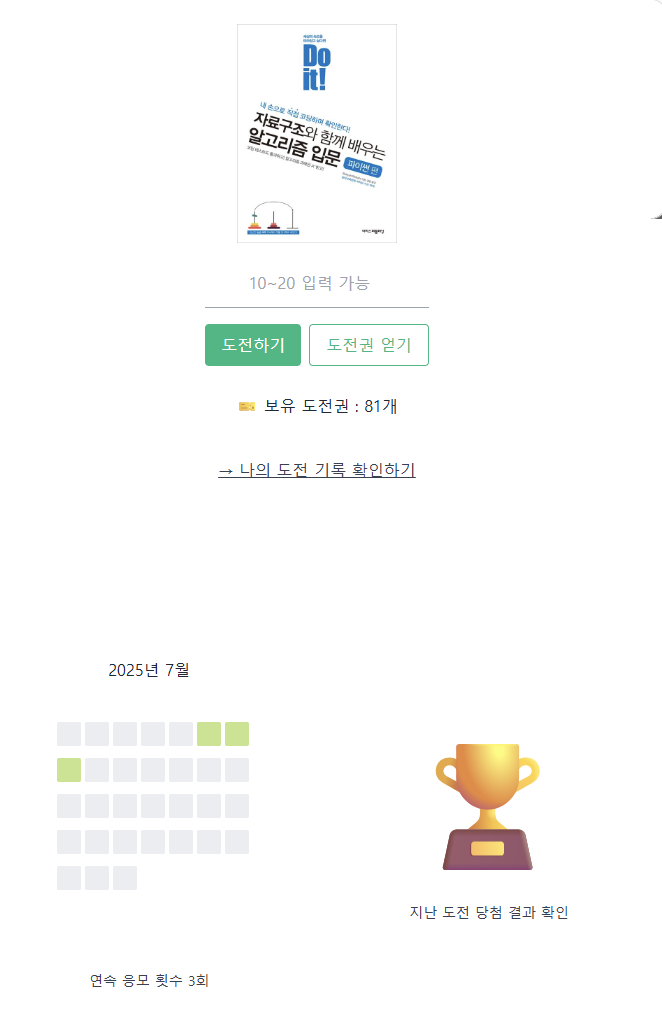 Do
it!
내 손으로 직접 코딩하며 확인한다!
자료구조와 함께 배우는
알고리즘 입문
파이썬 편
10~20 입력 가능
도전하기
도전권 얻기
보유 도전권 : 81개
→ 나의 도전 기록 확인하기
2025년 7월
지난 도전 당첨 결과 확인
연속 응모 횟수 3회